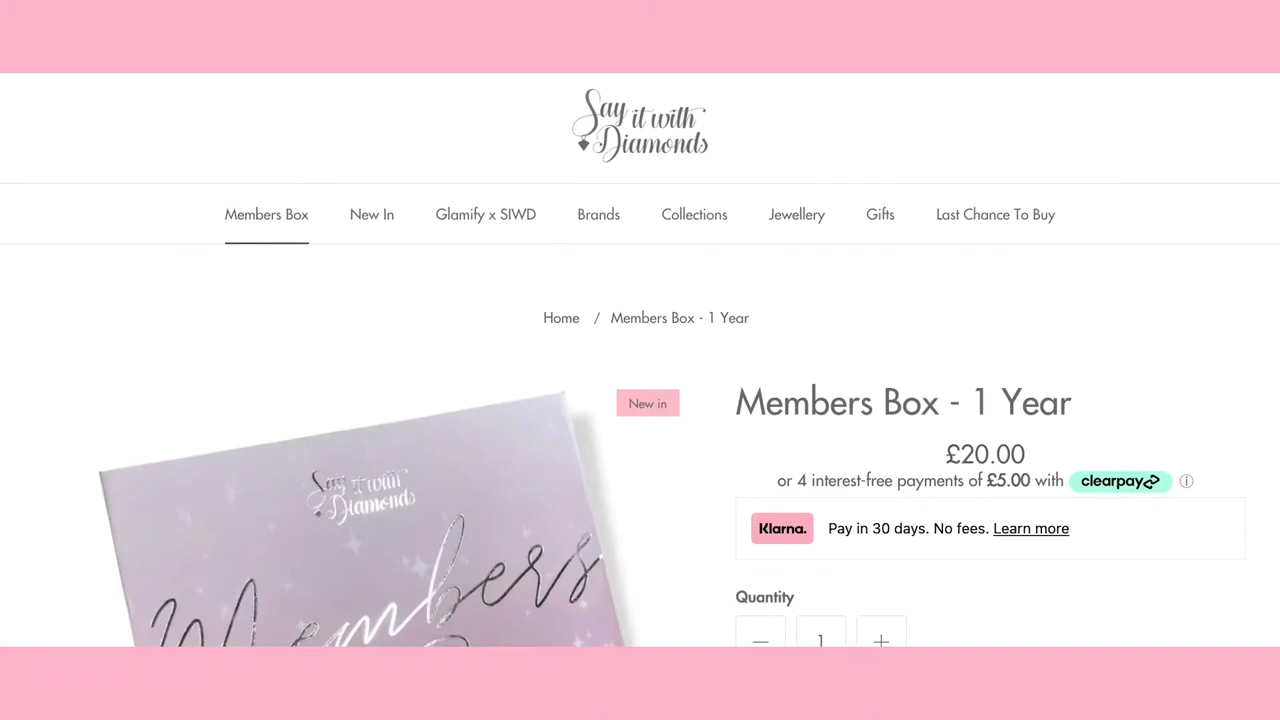 Say it with
Diamonds
Members Box New In Glamify x SIWD Brands Collections Jewellery Gifts Last Chance To Buy
Home / Members Box - 1 Year
New in
Members Box - 1 Year
£20.00
or 4 interest-free payments of £5.00 with clearpay
Klarna. Pay in 30 days. No fees. Learn more
Quantity
— 1 +
Say it with
Diamonds
Members